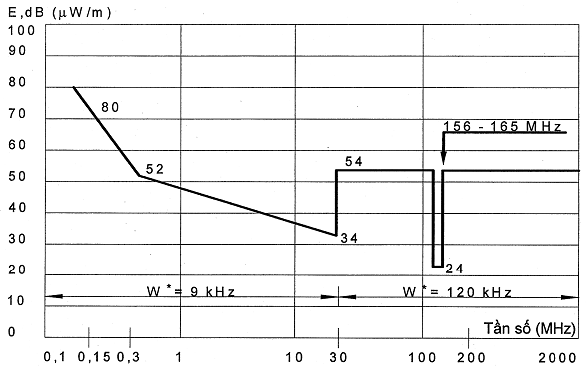 E,dB (μW/m)
100
90
80
70
60
50
40
30
20
10
0
80
52
54
34
24
156 - 165 MHz
W* = 9 kHz
W* = 120 kHz
Tần số (MHz)
0,1 0,15 0,3 1 10 30 100 200 2000